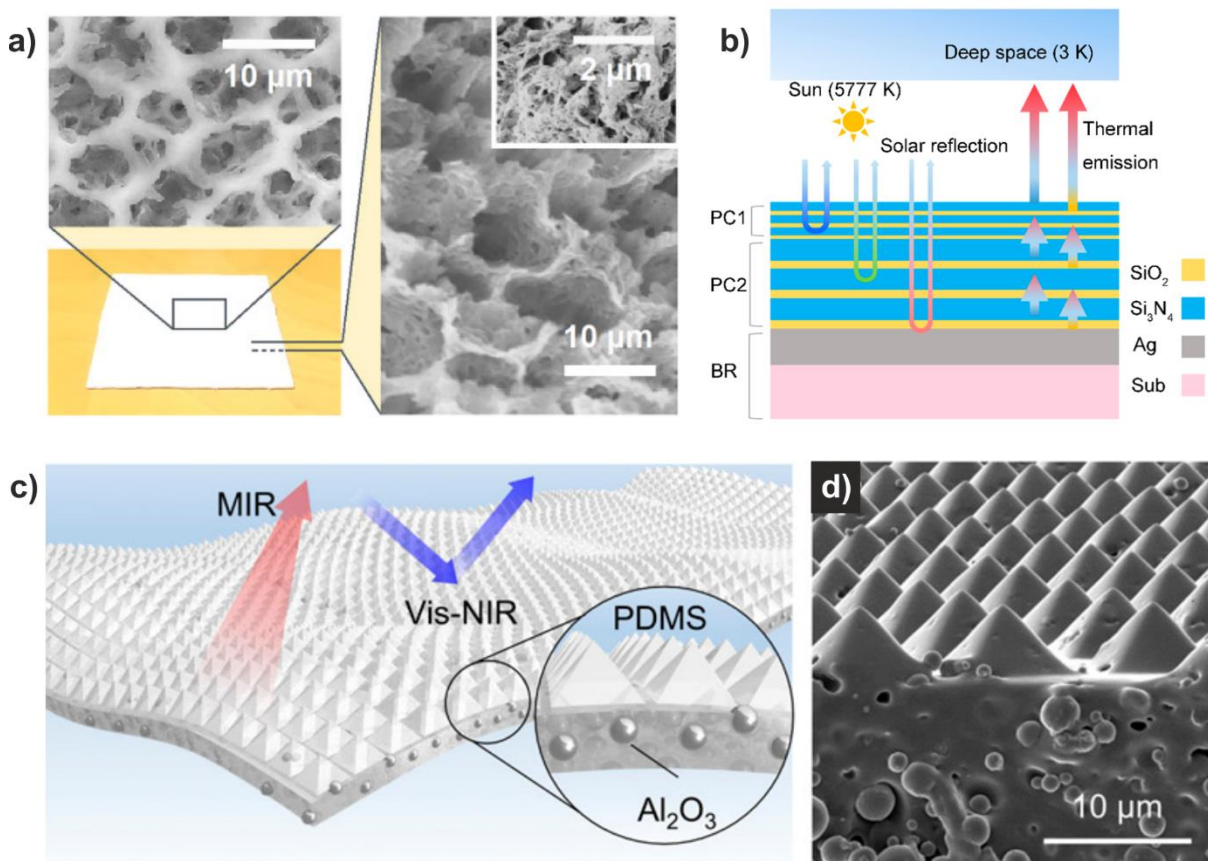 a)
10 µm
2 µm
10 µm
b)
Deep space (3 K)
Sun (5777 K)
Solar reflection
Thermal
emission
PC1
PC2
BR
SiO₂
Si₃N₄
Ag
Sub
c)
MIR
Vis-NIR
PDMS
Al₂O₃
d)
10 µm